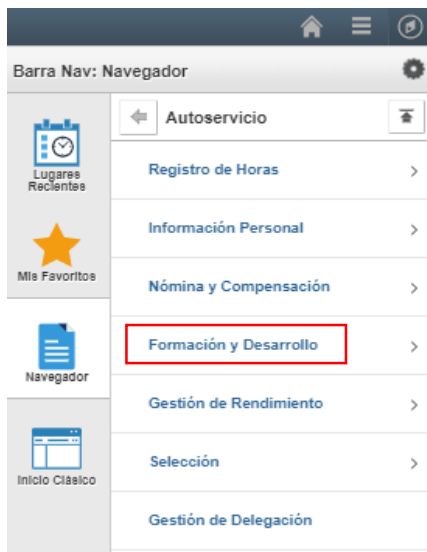 Barra Nav: Navegador
Autoservicio
Lugares
Recientes
Registro de Horas
Información Personal
Mis Favoritos
Nómina y Compensación
Formación y Desarrollo
Navegador
Gestión de Rendimiento
Selección
Inicio Clásico
Gestión de Delegación